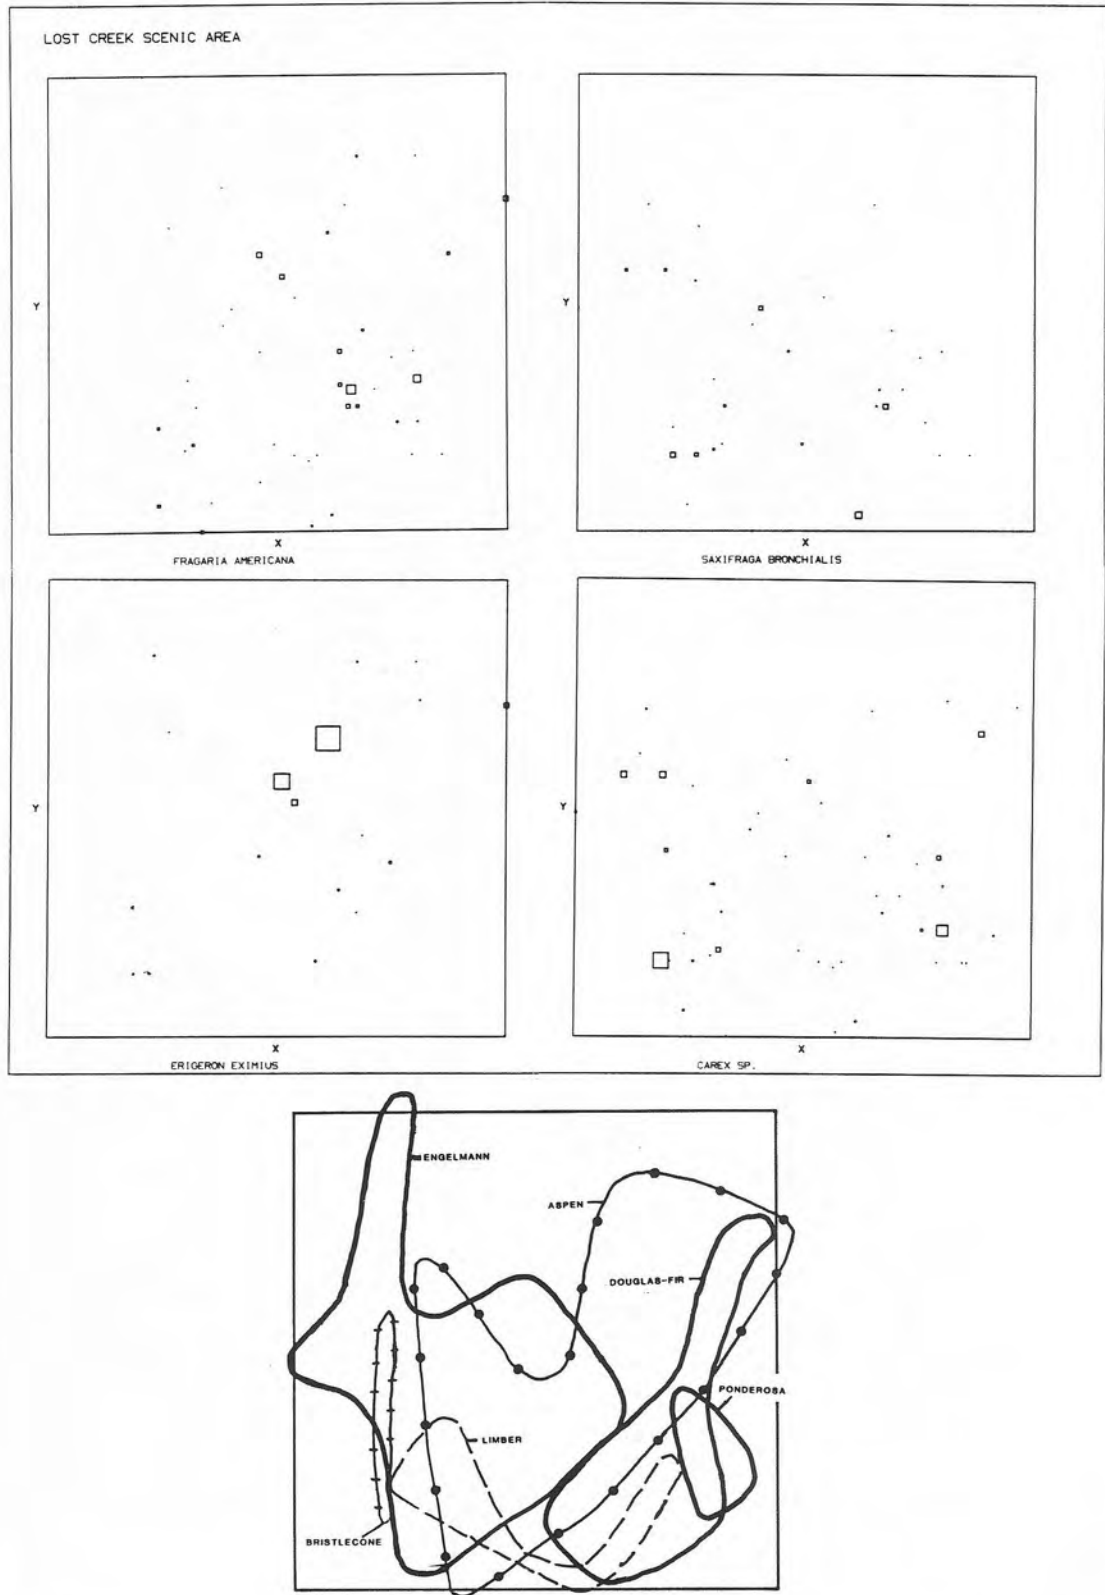 LOST CREEK SCENIC AREA
Y
Y
X
X
FRAGARIA AMERICANA
SAXIFRAGA BRONCHIALIS
Y
Y
X
X
ERIGERON EXIMIUS
CAREX SP.
ENGELMANN
ASPEN
DOUGLAS-FIR
PONDEROSA
LIMBER
BRISTLECONE